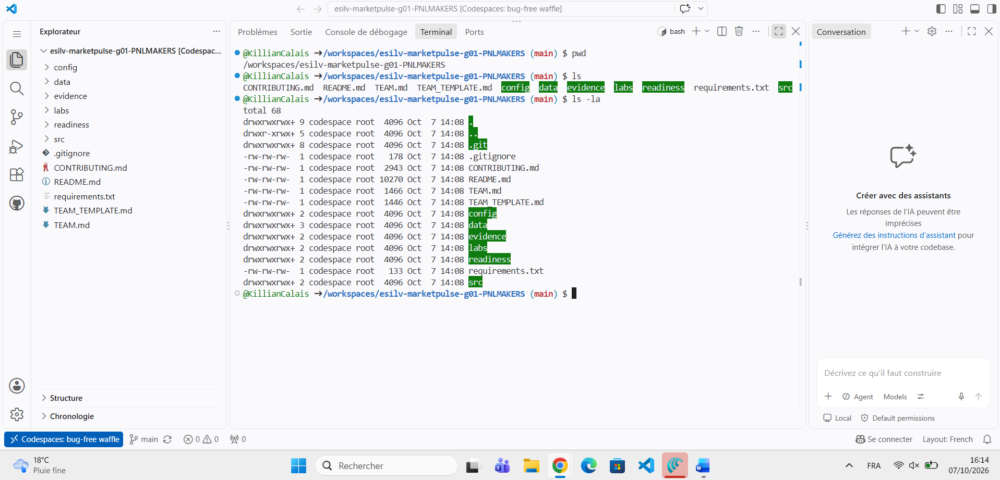 esilv-marketpulse-g01-PNLMAKERS [Codespaces: bug-free waffle]
Explorateur
esilv-marketpulse-g01-PNLMAKERS [Codespac...
config
data
evidence
labs
readiness
src
.gitignore
CONTRIBUTING.md
README.md
requirements.txt
TEAM_TEMPLATE.md
TEAM.md
Structure
Chronologie
Problèmes Sortie Console de débogage Terminal Ports
bash
@KillianCalais ➜/workspaces/esilv-marketpulse-g01-PNLMAKERS (main) $ pwd
/workspaces/esilv-marketpulse-g01-PNLMAKERS
@KillianCalais ➜/workspaces/esilv-marketpulse-g01-PNLMAKERS (main) $ ls
CONTRIBUTING.md README.md TEAM.md TEAM_TEMPLATE.md config data evidence labs readiness requirements.txt src
@KillianCalais ➜/workspaces/esilv-marketpulse-g01-PNLMAKERS (main) $ ls -la
total 68
drwxrwxrwx+ 9 codespace root 4096 Oct 7 14:08 .
drwxr-xrwx+ 5 codespace root 4096 Oct 7 14:08 ..
drwxrwxrwx+ 8 codespace root 4096 Oct 7 14:08 .git
-rw-rw-rw- 1 codespace root 178 Oct 7 14:08 .gitignore
-rw-rw-rw- 1 codespace root 2943 Oct 7 14:08 CONTRIBUTING.md
-rw-rw-rw- 1 codespace root 10270 Oct 7 14:08 README.md
-rw-rw-rw- 1 codespace root 1466 Oct 7 14:08 TEAM.md
-rw-rw-rw- 1 codespace root 1446 Oct 7 14:08 TEAM_TEMPLATE.md
drwxrwxrwx+ 2 codespace root 4096 Oct 7 14:08 config
drwxrwxrwx+ 3 codespace root 4096 Oct 7 14:08 data
drwxrwxrwx+ 2 codespace root 4096 Oct 7 14:08 evidence
drwxrwxrwx+ 2 codespace root 4096 Oct 7 14:08 labs
drwxrwxrwx+ 2 codespace root 4096 Oct 7 14:08 readiness
-rw-rw-rw- 1 codespace root 133 Oct 7 14:08 requirements.txt
drwxrwxrwx+ 2 codespace root 4096 Oct 7 14:08 src
@KillianCalais ➜/workspaces/esilv-marketpulse-g01-PNLMAKERS (main) $
Conversation
Créer avec des assistants
Les réponses de l'IA peuvent être
imprécises
Générez des instructions d'assistant pour
intégrer l'IA à votre codebase.
Décrivez ce qu'il faut construire
Agent Models
Local Default permissions
Codespaces: bug-free waffle main 0 0 0
Se connecter Layout: French
18°C
Pluie fine
Rechercher
FRA
16:14
07/10/2026